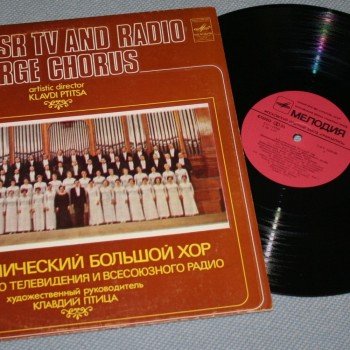 SR TV AND RADIO
RGE CHORUS
artistic director
KLAVDI PTITSA
МЕЛОДИЯ
ИЧЕСКИЙ БОЛЬШОЙ ХОР
О ТЕЛЕВИДЕНИЯ И ВСЕСОЮЗНОГО РАДИО
художественный руководитель
КЛАВДИЙ ПТИЦА